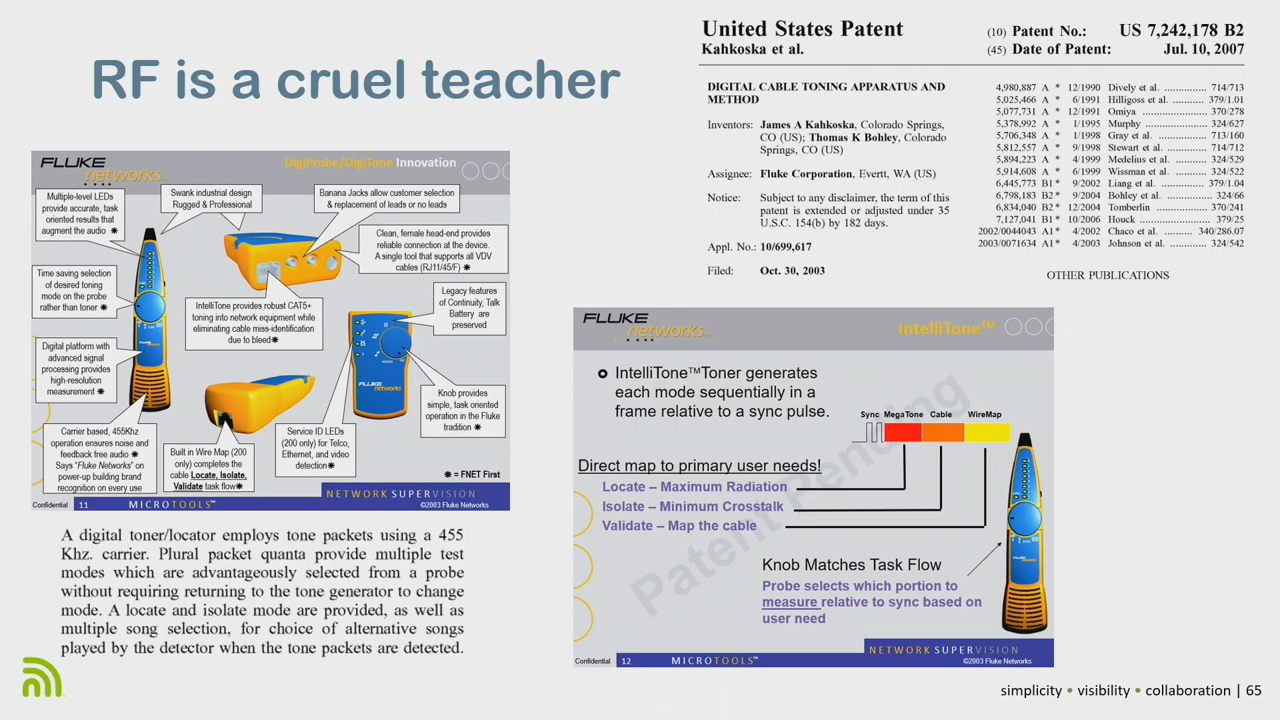 RF is a cruel teacher
United States Patent
Kahkoska et al.
(10) Patent No.: US 7,242,178 B2
(45) Date of Patent: Jul. 10, 2007
DIGITAL CABLE TONING APPARATUS AND
METHOD
Inventors: James A Kahkoska, Colorado Springs,
CO (US); Thomas K Bohley, Colorado
Springs, CO (US)
Assignee: Fluke Corporation, Evertt, WA (US)
Notice: Subject to any disclaimer, the term of this
patent is extended or adjusted under 35
U.S.C. 154(b) by 182 days.
Appl. No.: 10/699,617
Filed: Oct. 30, 2003
4,980,887 A * 12/1990 Dively et al. .............. 714/713
5,025,466 A * 6/1991 Hilligoss et al. .......... 379/1.01
5,077,731 A * 12/1991 Omiya ...................... 370/278
5,378,992 A * 1/1995 Murphy ..................... 324/627
5,706,348 A * 1/1998 Gray et al. ................. 713/160
5,812,557 A * 9/1998 Stewart et al. ............. 714/712
5,894,223 A * 4/1999 Medelius et al. ........... 324/529
5,914,608 A * 6/1999 Wissman et al. ........... 324/522
6,445,773 B1 * 9/2002 Liang et al. ............... 379/1.04
6,798,183 B2 * 9/2004 Bohley et al. .............. 324/66
6,834,040 B2 * 12/2004 Tomberlin ................. 370/241
7,127,041 B1 * 10/2006 Houck ....................... 379/25
2002/0044043 A1 * 4/2002 Chaco et al. .......... 340/286.07
2003/0071634 A1 * 4/2003 Johnson et al. ............ 324/542
OTHER PUBLICATIONS
FLUKE
networks™
DigiProbe/DigiTone Innovation
Multiple-level LEDs
provide accurate, task
oriented results that
augment the audio ✷
Swank industrial design
Rugged & Professional
Banana Jacks allow customer selection
& replacement of leads or no leads
Clean, female head-end provides
reliable connection at the device.
A single tool that supports all VDV
cables (RJ11/45/F) ✷
Time saving selection
of desired toning
mode on the probe
rather than toner ✷
IntelliTone provides robust CAT5+
toning into network equipment while
eliminating cable miss-identification
due to bleed✷
Legacy features
of Continuity, Talk
Battery are
preserved
Digital platform with
advanced signal
processing provides
high-resolution
measurement ✷
Knob provides
simple, task oriented
operation in the Fluke
tradition ✷
Carrier based, 455Khz
operation ensures noise and
feedback free audio ✷
Says "Fluke Networks" on
power-up building brand
recognition on every use
Built in Wire Map (200
only) completes the
cable Locate, Isolate,
Validate task flow✷
Service ID LEDs
(200 only) for Telco,
Ethernet, and video
detection✷
✷ = FNET First
NETWORK SUPERVISION
Confidential 11 MICROTOOLS™ ©2003 Fluke Networks
FLUKE
networks™
IntelliTone™
IntelliTone™Toner generates
each mode sequentially in a
frame relative to a sync pulse.
Sync MegaTone Cable WireMap
Direct map to primary user needs!
Locate – Maximum Radiation
Isolate – Minimum Crosstalk
Validate – Map the cable
Patent Pending
Knob Matches Task Flow
Probe selects which portion to
measure relative to sync based on
user need
NETWORK SUPERVISION
Confidential 12 MICROTOOLS™ ©2003 Fluke Networks
A digital toner/locator employs tone packets using a 455
Khz. carrier. Plural packet quanta provide multiple test
modes which are advantageously selected from a probe
without requiring returning to the tone generator to change
mode. A locate and isolate mode are provided, as well as
multiple song selection, for choice of alternative songs
played by the detector when the tone packets are detected.
simplicity • visibility • collaboration | 65